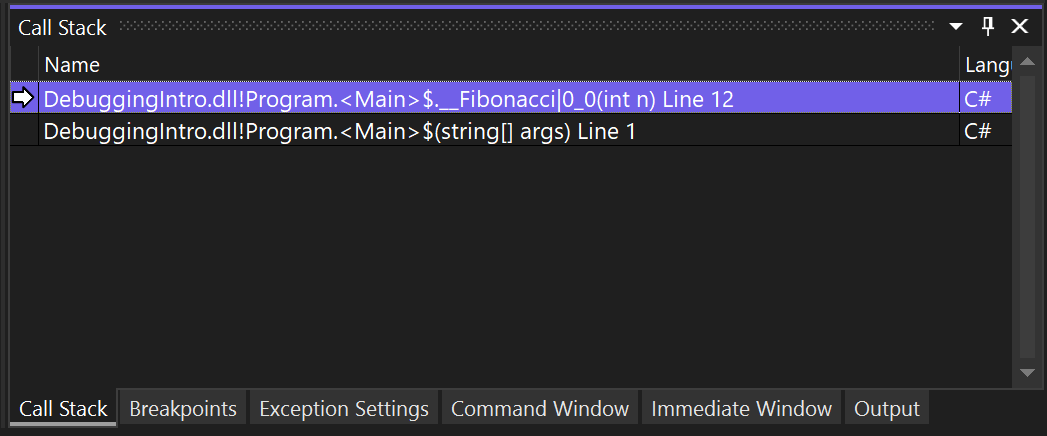 Call Stack
Name Langu
DebuggingIntro.dll!Program.<Main>$.__Fibonacci|0_0(int n) Line 12 C#
DebuggingIntro.dll!Program.<Main>$(string[] args) Line 1 C#
Call Stack Breakpoints Exception Settings Command Window Immediate Window Output